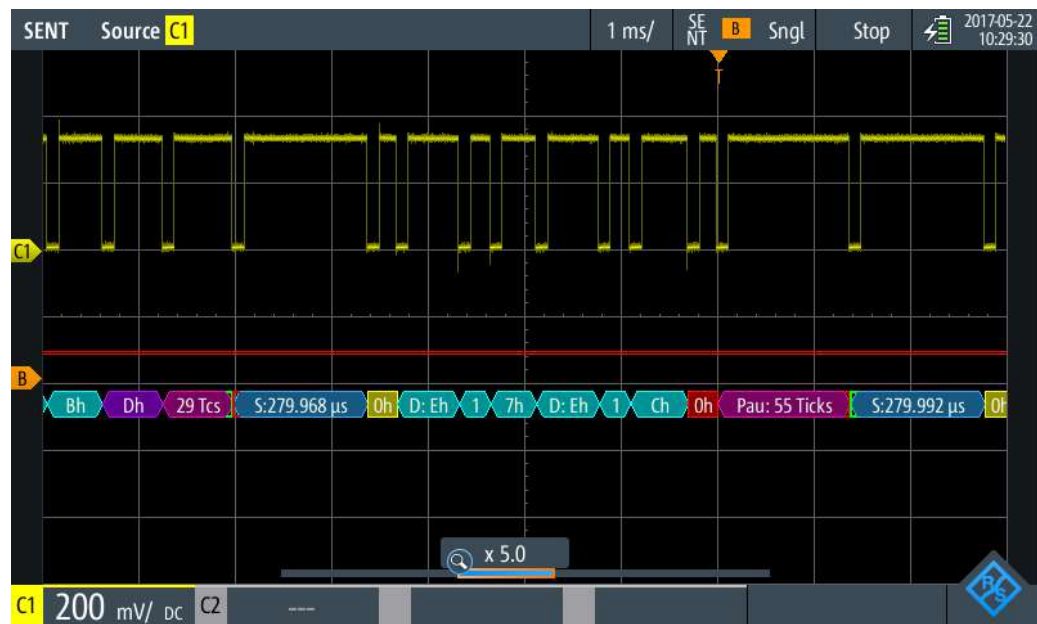 SENT Source C1 1 ms/ SENT B Sngl Stop 2017-05-22 10:29:30
T
C1
B
Bh Dh 29 Tcs S:279.968 µs 0h D: Eh 1 7h D: Eh 1 Ch 0h Pau: 55 Ticks S:279.992 µs 0h
x 5.0
C1 200 mV/ DC C2 ---
R S